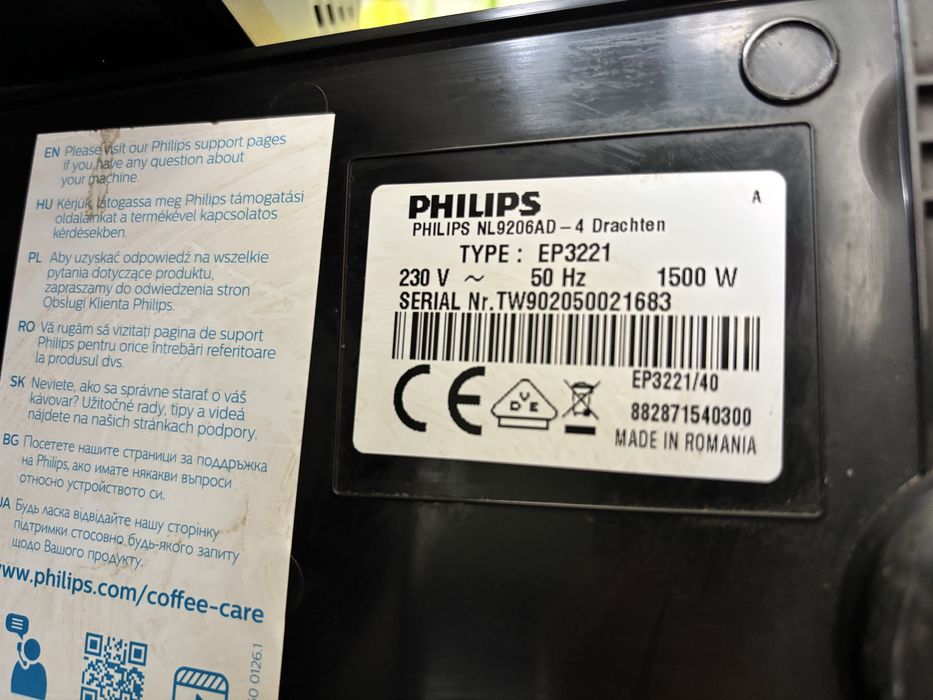 EN Please visit our Philips support pages
if you have any question about
your machine.
HU Kérjük látogassa meg Philips támogatási
oldalainkat a termékével kapcsolatos
kérdésekben.
PL Aby uzyskać odpowiedź na wszelkie
pytania dotyczące produktu,
zapraszamy do odwiedzenia stron
Obsługi Klienta Philips.
RO Vă rugăm să vizitați pagina de suport
Philips pentru orice întrebări referitoare
la produsul dvs.
SK Neviete, ako sa správne starať o váš
kávovar? Užitočné rady, tipy a videá
nájdete na našich stránkach podpory.
BG Посетете нашите страници за поддръжка
на Philips, ако имате някакви въпроси
относно устройството си.
UA Будь ласка відвідайте нашу сторінку
підтримки стосовно будь-якого запиту
щодо Вашого продукту.
www.philips.com/coffee-care
0126.1
A
PHILIPS
PHILIPS NL9206AD-4 Drachten
TYPE : EP3221
230 V ~ 50 Hz 1500 W
SERIAL Nr.TW902050021683
EP3221/40
CE
VDE
882871540300
MADE IN ROMANIA